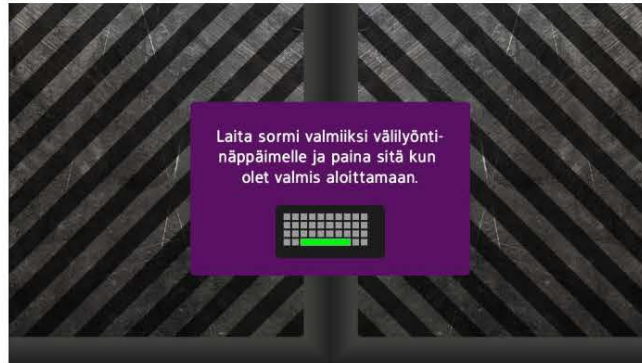 Laita sormi valmiiksi välilyönti-
näppäimelle ja paina sitä kun
olet valmis aloittamaan.